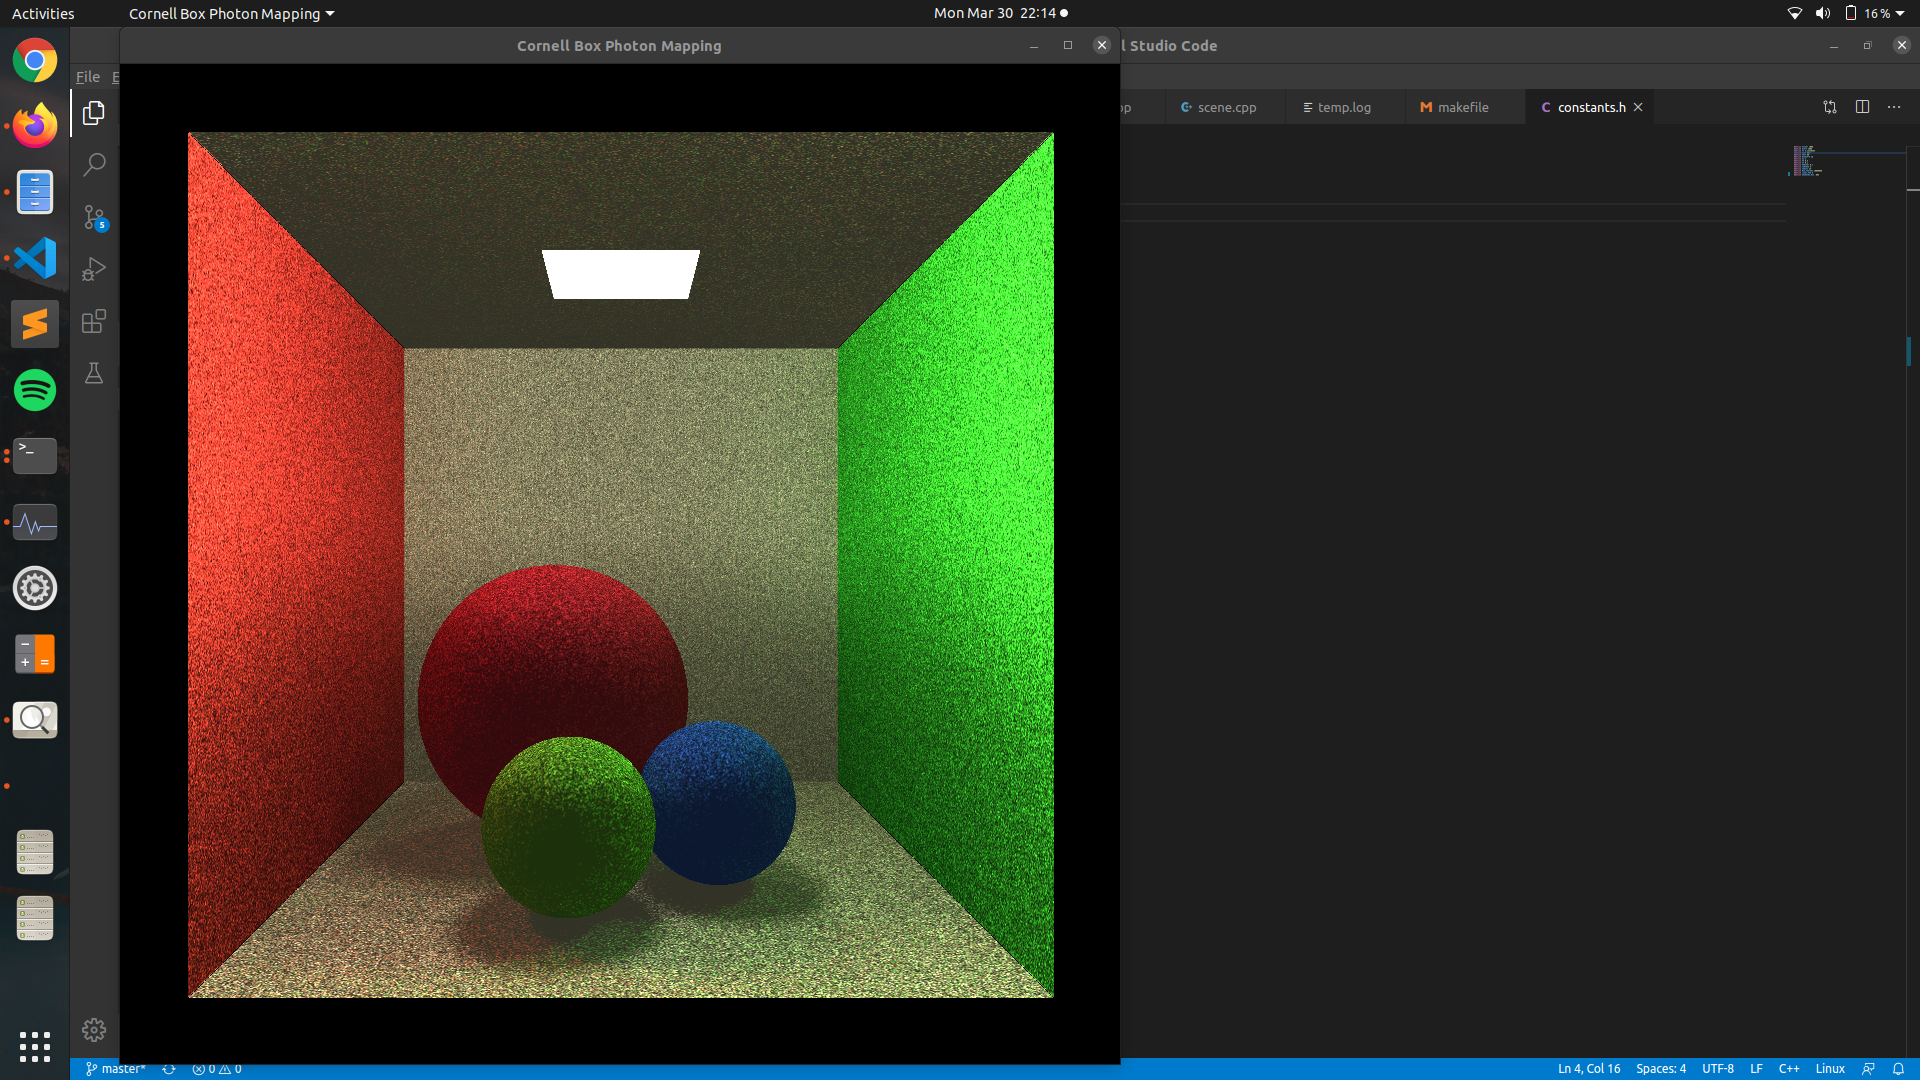 Activities
Cornell Box Photon Mapping
Mon Mar 30 22:14
16 %
Cornell Box Photon Mapping
l Studio Code
File E
pp
scene.cpp
temp.log
makefile
constants.h
5
master*
0 0
Ln 4, Col 16
Spaces: 4
UTF-8
LF
C++
Linux